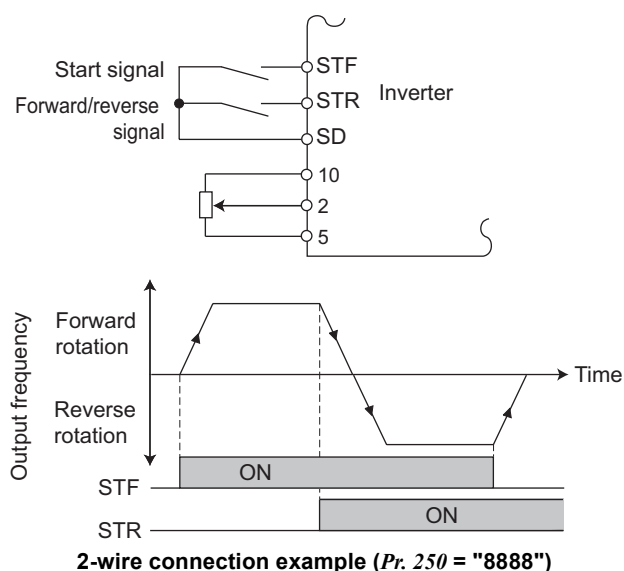 Start signal
STF
Forward/reverse
signal
STR
Inverter
SD
10
2
5
Output frequency
Forward
rotation
Reverse
rotation
Time
STF
ON
STR
ON
2-wire connection example (Pr. 250 = "8888")